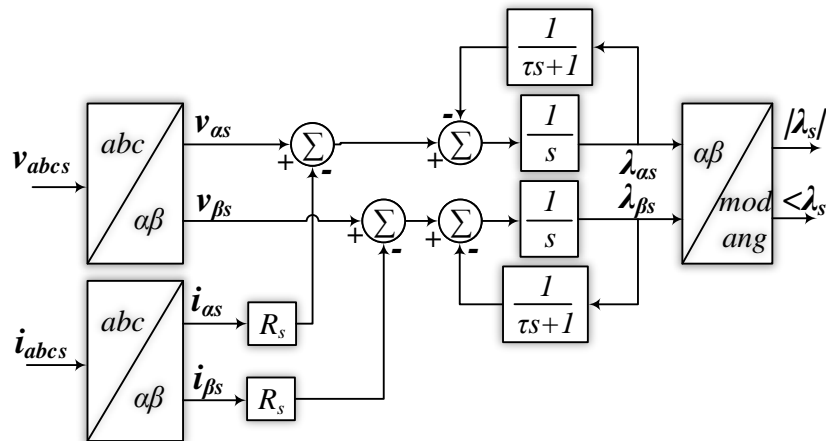 1
τs+1
abc
αβ
v_abcs
v_αs
v_βs
+
Σ
-
+
Σ
-
+
Σ
-
+
Σ
-
1
s
1
s
λ_αs
λ_βs
1
τs+1
αβ
mod
ang
|λ_s|
<λ_s
abc
αβ
i_abcs
i_αs
R_s
i_βs
R_s